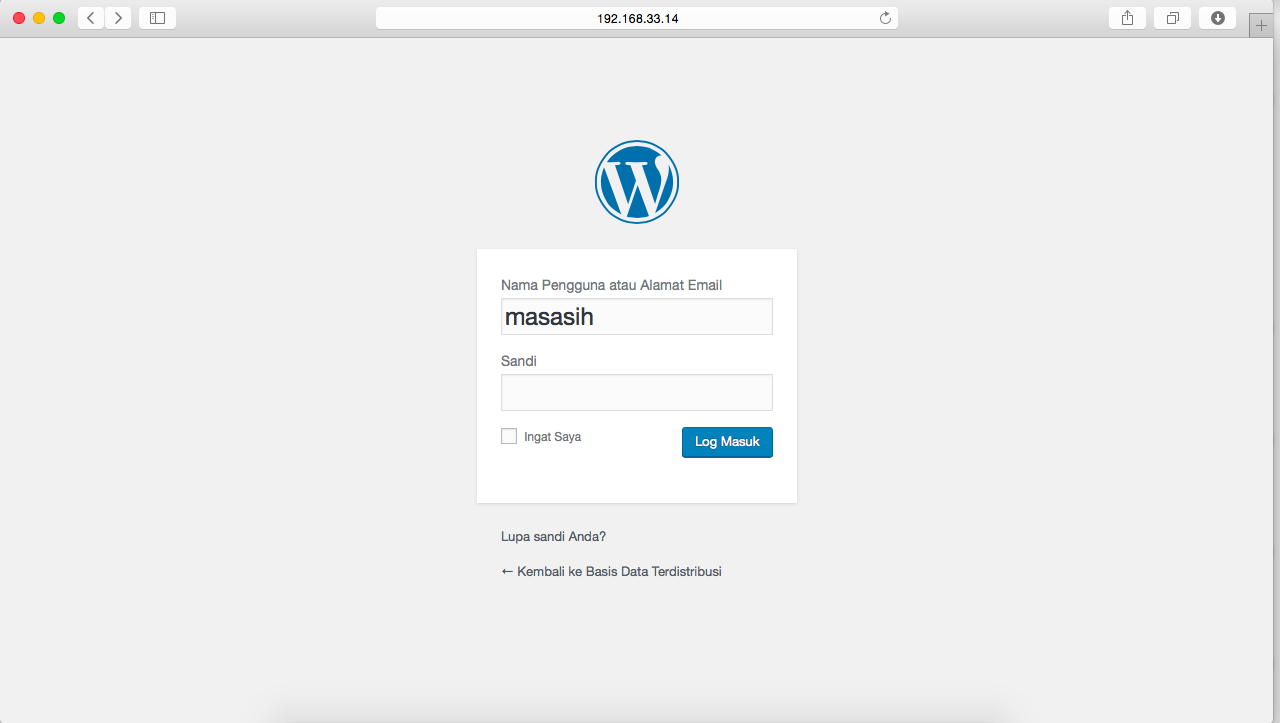 192.168.33.14
Nama Pengguna atau Alamat Email
masasih
Sandi
Ingat Saya
Log Masuk
Lupa sandi Anda?
← Kembali ke Basis Data Terdistribusi